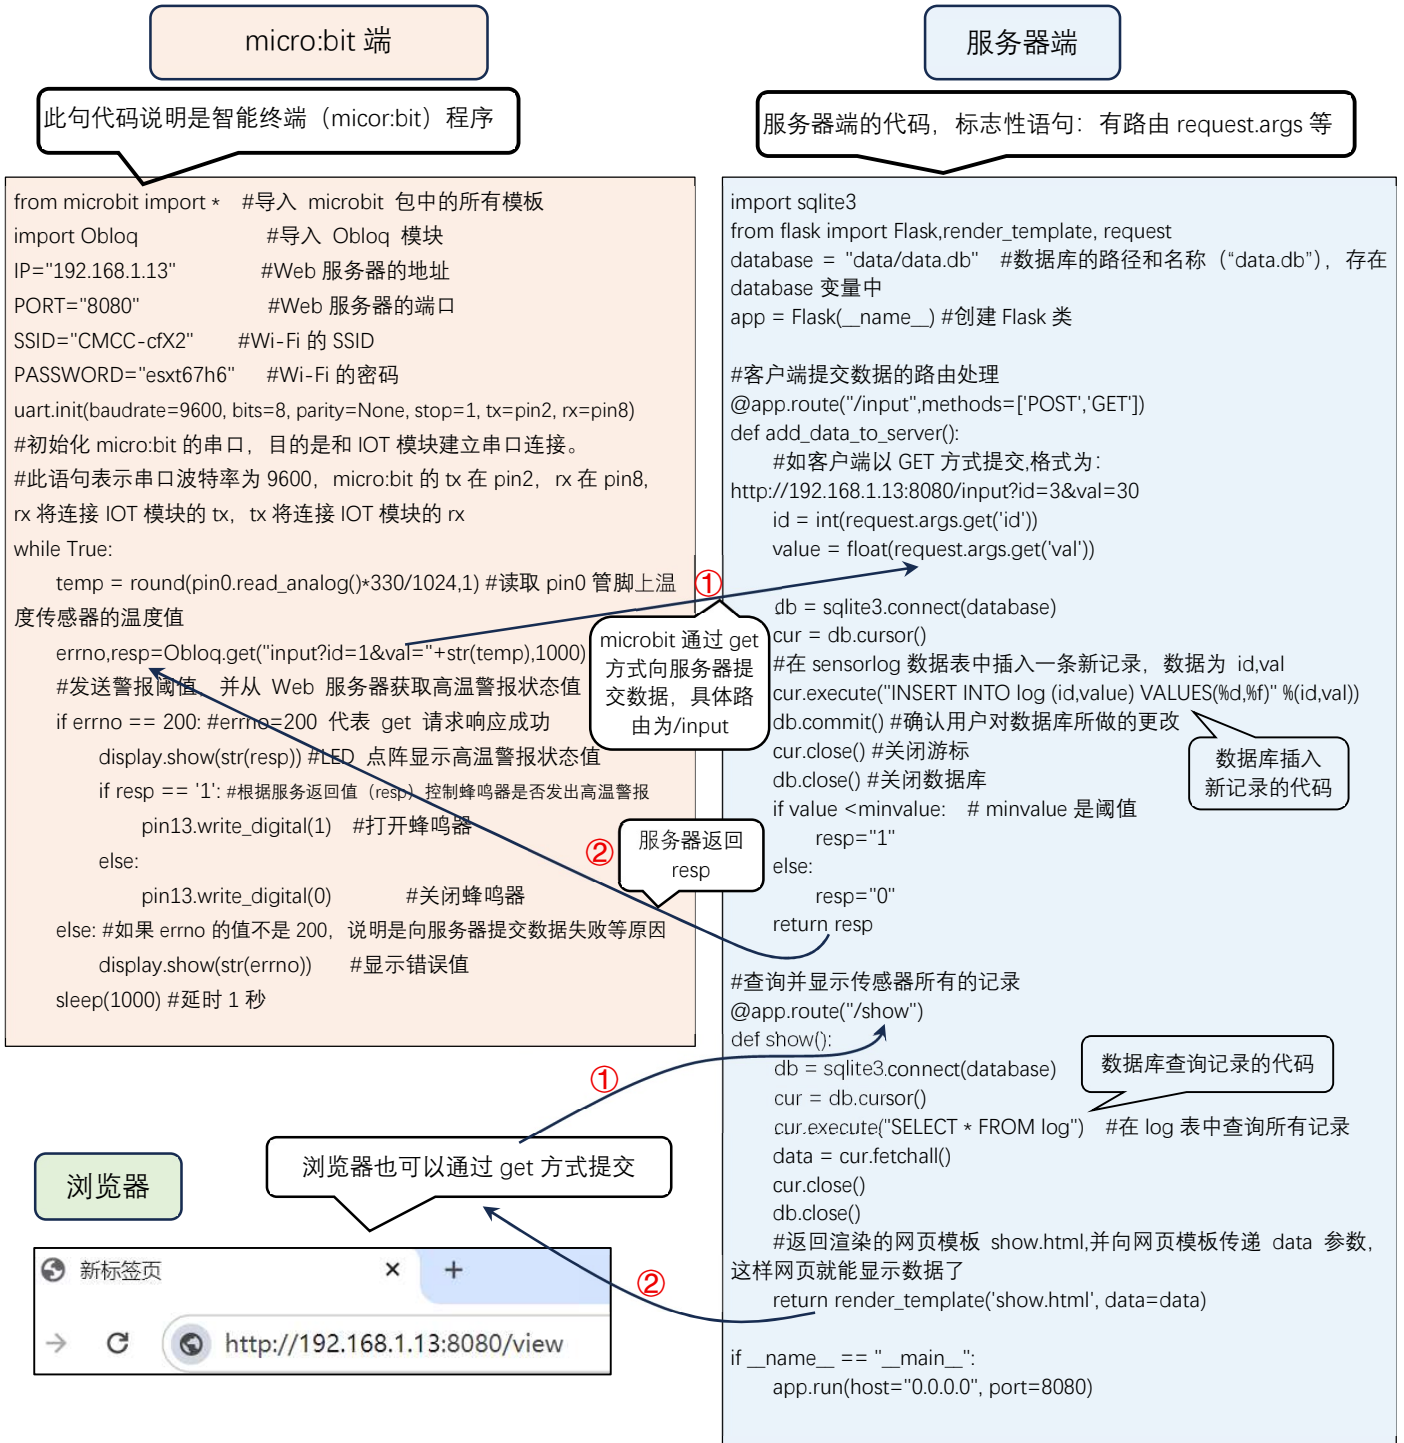 micro:bit 端
此句代码说明是智能终端（micor:bit）程序
from microbit import *   #导入 microbit 包中的所有模板
import Obloq   #导入 Obloq 模块
IP="192.168.1.13"   #Web 服务器的地址
PORT="8080"   #Web 服务器的端口
SSID="CMCC-cfX2"   #Wi-Fi 的 SSID
PASSWORD="esxt67h6"   #Wi-Fi 的密码
uart.init(baudrate=9600, bits=8, parity=None, stop=1, tx=pin2, rx=pin8)
#初始化 micro:bit 的串口，目的是和 IOT 模块建立串口连接。
#此语句表示串口波特率为 9600，micro:bit 的 tx 在 pin2，rx 在 pin8,
rx 将连接 IOT 模块的 tx，tx 将连接 IOT 模块的 rx
while True:
    temp = round(pin0.read_analog()*330/1024,1) #读取 pin0 管脚上温
度传感器的温度值
    errno,resp=Obloq.get("input?id=1&val="+str(temp),1000)
    #发送警报阈值，并从 Web 服务器获取高温警报状态值
    if errno == 200: #errno=200 代表 get 请求响应成功
        display.show(str(resp)) #LED 点阵显示高温警报状态值
        if resp == '1': #根据服务返回值（resp）控制蜂鸣器是否发出高温警报
            pin13.write_digital(1)   #打开蜂鸣器
        else:
            pin13.write_digital(0)   #关闭蜂鸣器
    else: #如果 errno 的值不是 200，说明是向服务器提交数据失败等原因
        display.show(str(errno))   #显示错误值
    sleep(1000) #延时 1 秒
①
microbit 通过 get
方式向服务器提
交数据，具体路
由为/input
②
服务器返回
resp
服务器端
服务器端的代码，标志性语句：有路由 request.args 等
import sqlite3
from flask import Flask,render_template, request
database = "data/data.db"   #数据库的路径和名称（“data.db”），存在
database 变量中
app = Flask(__name__) #创建 Flask 类
#客户端提交数据的路由处理
@app.route("/input",methods=['POST','GET'])
def add_data_to_server():
    #如客户端以 GET 方式提交,格式为：
http://192.168.1.13:8080/input?id=3&val=30
    id = int(request.args.get('id'))
    value = float(request.args.get('val'))
    db = sqlite3.connect(database)
    cur = db.cursor()
    #在 sensorlog 数据表中插入一条新记录，数据为 id,val
    cur.execute("INSERT INTO log (id,value) VALUES(%d,%f)" %(id,val))
    db.commit() #确认用户对数据库所做的更改
    cur.close() #关闭游标
    db.close() #关闭数据库
    if value <minvalue:   # minvalue 是阈值
        resp="1"
    else:
        resp="0"
    return resp
数据库插入
新记录的代码
#查询并显示传感器所有的记录
@app.route("/show")
def show():
    db = sqlite3.connect(database)
    cur = db.cursor()
    cur.execute("SELECT * FROM log")   #在 log 表中查询所有记录
    data = cur.fetchall()
    cur.close()
    db.close()
    #返回渲染的网页模板 show.html,并向网页模板传递 data 参数，
这样网页就能显示数据了
    return render_template('show.html', data=data)
if __name__ == "__main__":
    app.run(host="0.0.0.0", port=8080)
数据库查询记录的代码
①
浏览器
浏览器也可以通过 get 方式提交
②
新标签页
http://192.168.1.13:8080/view